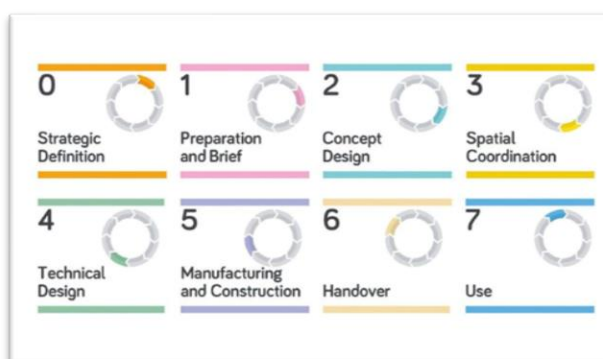 0
Strategic
Definition
1
Preparation
and Brief
2
Concept
Design
3
Spatial
Coordination
4
Technical
Design
5
Manufacturing
and Construction
6
Handover
7
Use